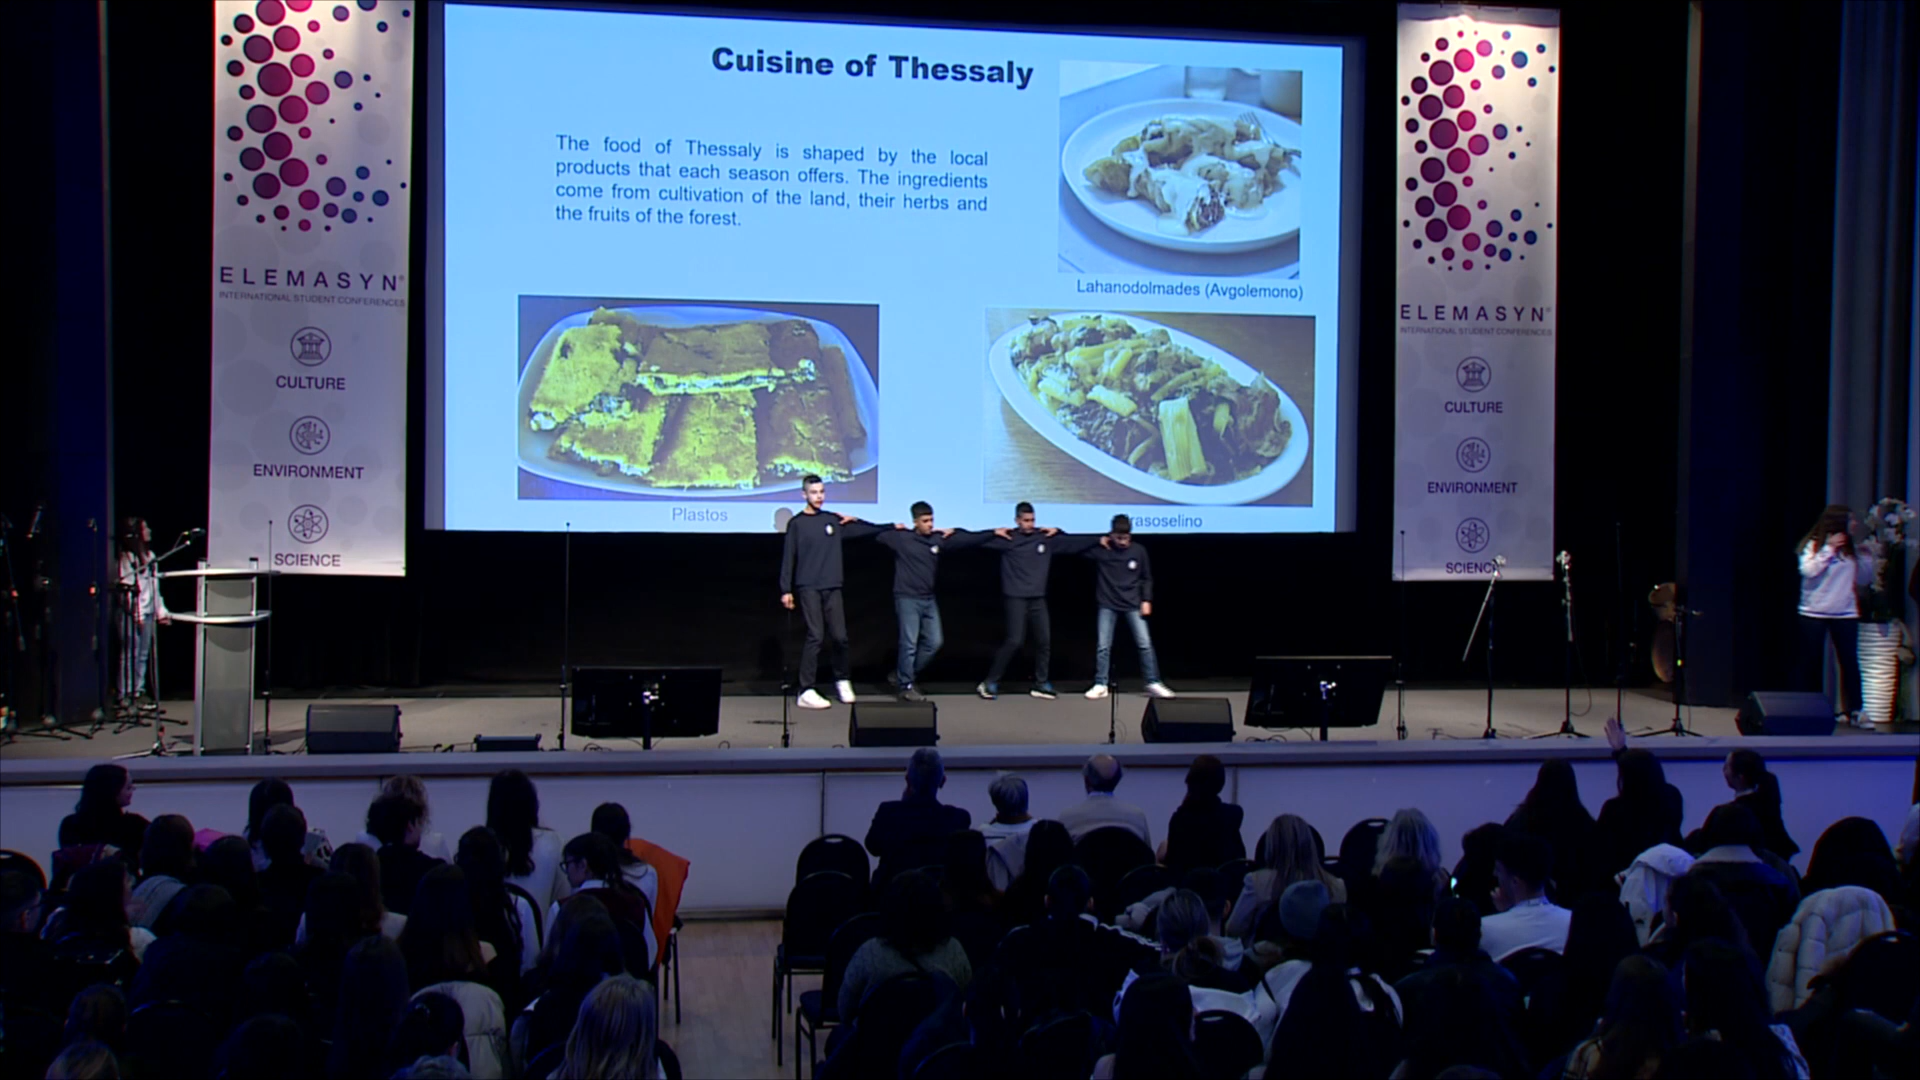 Cuisine of Thessaly
The food of Thessaly is shaped by the local
products that each season offers. The ingredients
come from cultivation of the land, their herbs and
the fruits of the forest.
Lahanodolmades (Avgolemono)
Plastos
ELEMASYN
INTERNATIONAL STUDENT CONFERENCES
CULTURE
ENVIRONMENT
SCIENCE
ELEMASYN
INTERNATIONAL STUDENT CONFERENCES
CULTURE
ENVIRONMENT